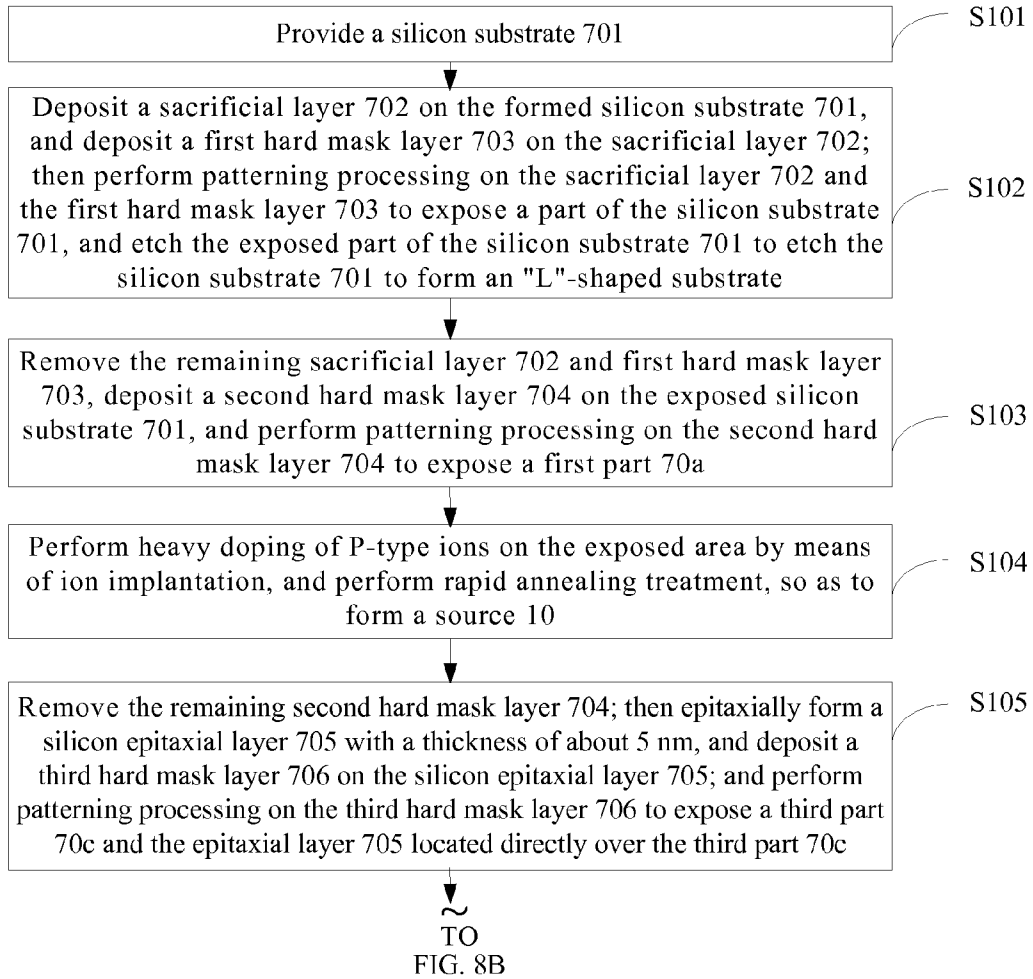 Provide a silicon substrate 701
S101
Deposit a sacrificial layer 702 on the formed silicon substrate 701,
and deposit a first hard mask layer 703 on the sacrificial layer 702;
then perform patterning processing on the sacrificial layer 702 and
the first hard mask layer 703 to expose a part of the silicon substrate
701, and etch the exposed part of the silicon substrate 701 to etch the
silicon substrate 701 to form an "L"-shaped substrate
S102
Remove the remaining sacrificial layer 702 and first hard mask layer
703, deposit a second hard mask layer 704 on the exposed silicon
substrate 701, and perform patterning processing on the second hard
mask layer 704 to expose a first part 70a
S103
Perform heavy doping of P-type ions on the exposed area by means
of ion implantation, and perform rapid annealing treatment, so as to
form a source 10
S104
Remove the remaining second hard mask layer 704; then epitaxially form a
silicon epitaxial layer 705 with a thickness of about 5 nm, and deposit a
third hard mask layer 706 on the silicon epitaxial layer 705; and perform
patterning processing on the third hard mask layer 706 to expose a third part
70c and the epitaxial layer 705 located directly over the third part 70c
S105
~
TO
FIG. 8B